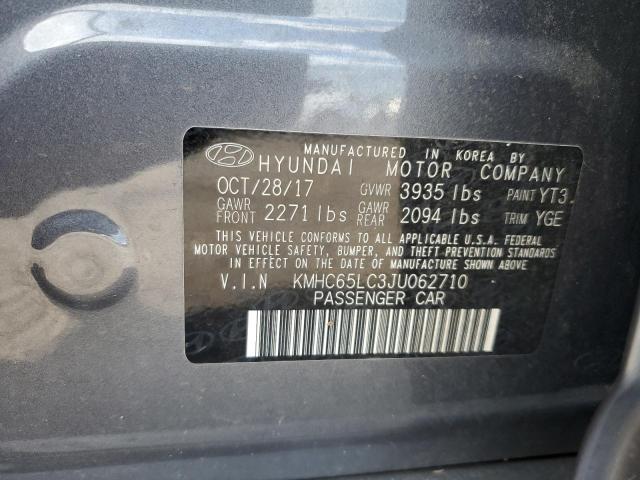 MANUFACTURED IN KOREA BY
HYUNDAI MOTOR COMPANY
OCT/28/17 GVWR 3935 lbs PAINT YT3
GAWR FRONT 2271 lbs GAWR REAR 2094 lbs TRIM YGE
THIS VEHICLE CONFORMS TO ALL APPLICABLE U.S.A. FEDERAL
MOTOR VEHICLE SAFETY, BUMPER, AND THEFT PREVENTION STANDARDS
IN EFFECT ON THE DATE OF MANUFACTURE SHOWN ABOVE.
V.I.N KMHC65LC3JU062710
PASSENGER CAR